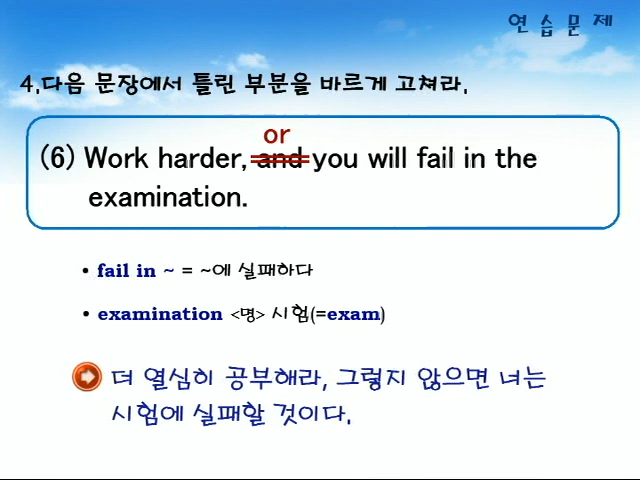 연습문제
4.다음 문장에서 틀린 부분을 바르게 고쳐라.
or
(6) Work harder, and you will fail in the
examination.
• fail in ~ = ~에 실패하다
• examination <명> 시험(=exam)
더 열심히 공부해라, 그렇지 않으면 너는
시험에 실패할 것이다.